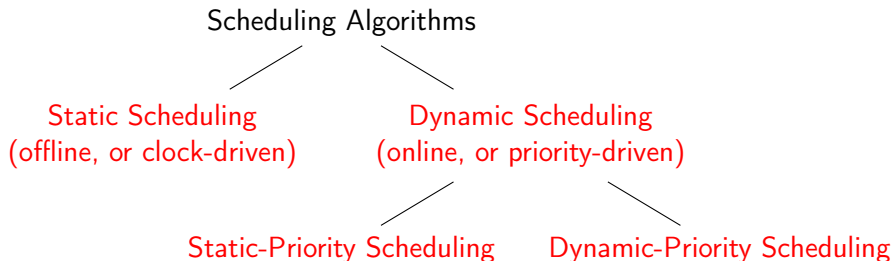 Scheduling Algorithms
Static Scheduling
(offline, or clock-driven)
Dynamic Scheduling
(online, or priority-driven)
Static-Priority Scheduling
Dynamic-Priority Scheduling